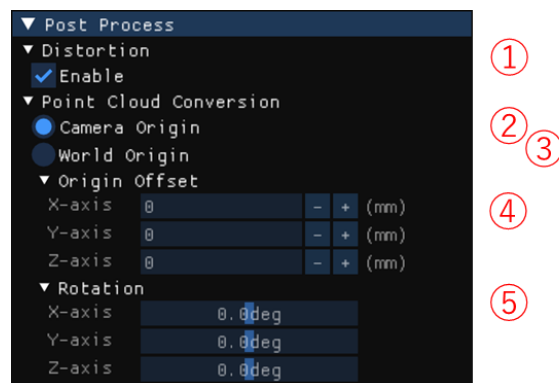 ▼ Post Process
▼ Distortion ①
Enable
▼ Point Cloud Conversion
Camera Origin ②
World Origin ③
▼ Origin Offset
X-axis 0 - + (mm) ④
Y-axis 0 - + (mm)
Z-axis 0 - + (mm)
▼ Rotation ⑤
X-axis 0.0deg
Y-axis 0.0deg
Z-axis 0.0deg